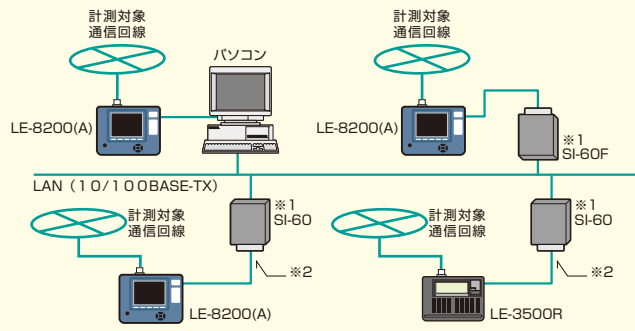 計測対象
通信回線
パソコン
LE-8200(A)
計測対象
通信回線
LE-8200(A)
※1
SI-60F
LAN（10/100BASE-TX）
計測対象
通信回線
※1
SI-60
※2
LE-8200(A)
計測対象
通信回線
※1
SI-60
※2
LE-3500R